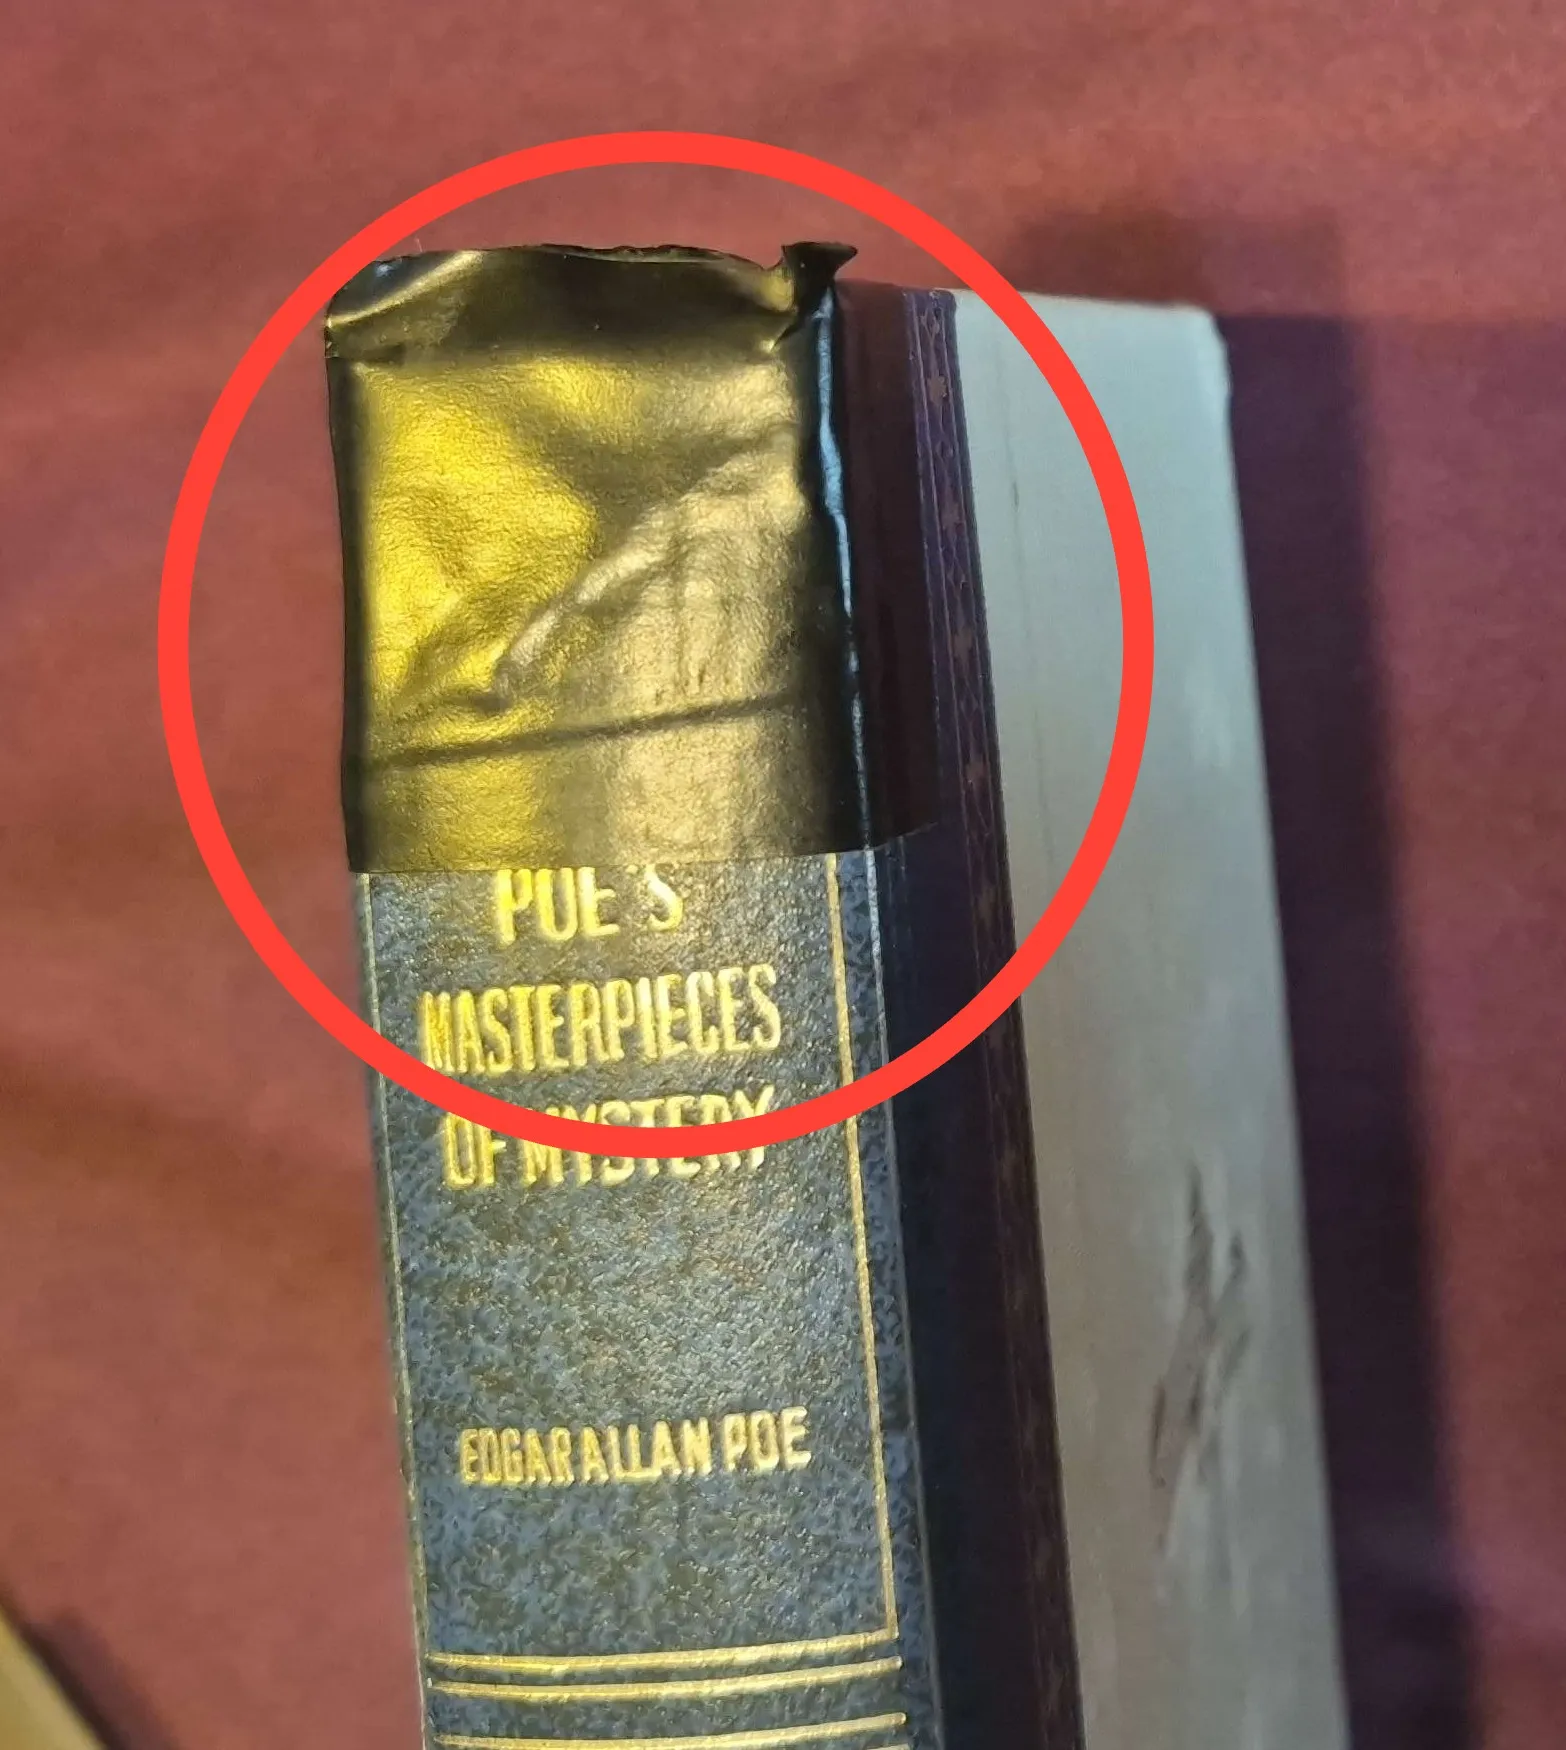 POE'S
MASTERPIECES
OF MYSTERY
EDGAR ALLAN POE